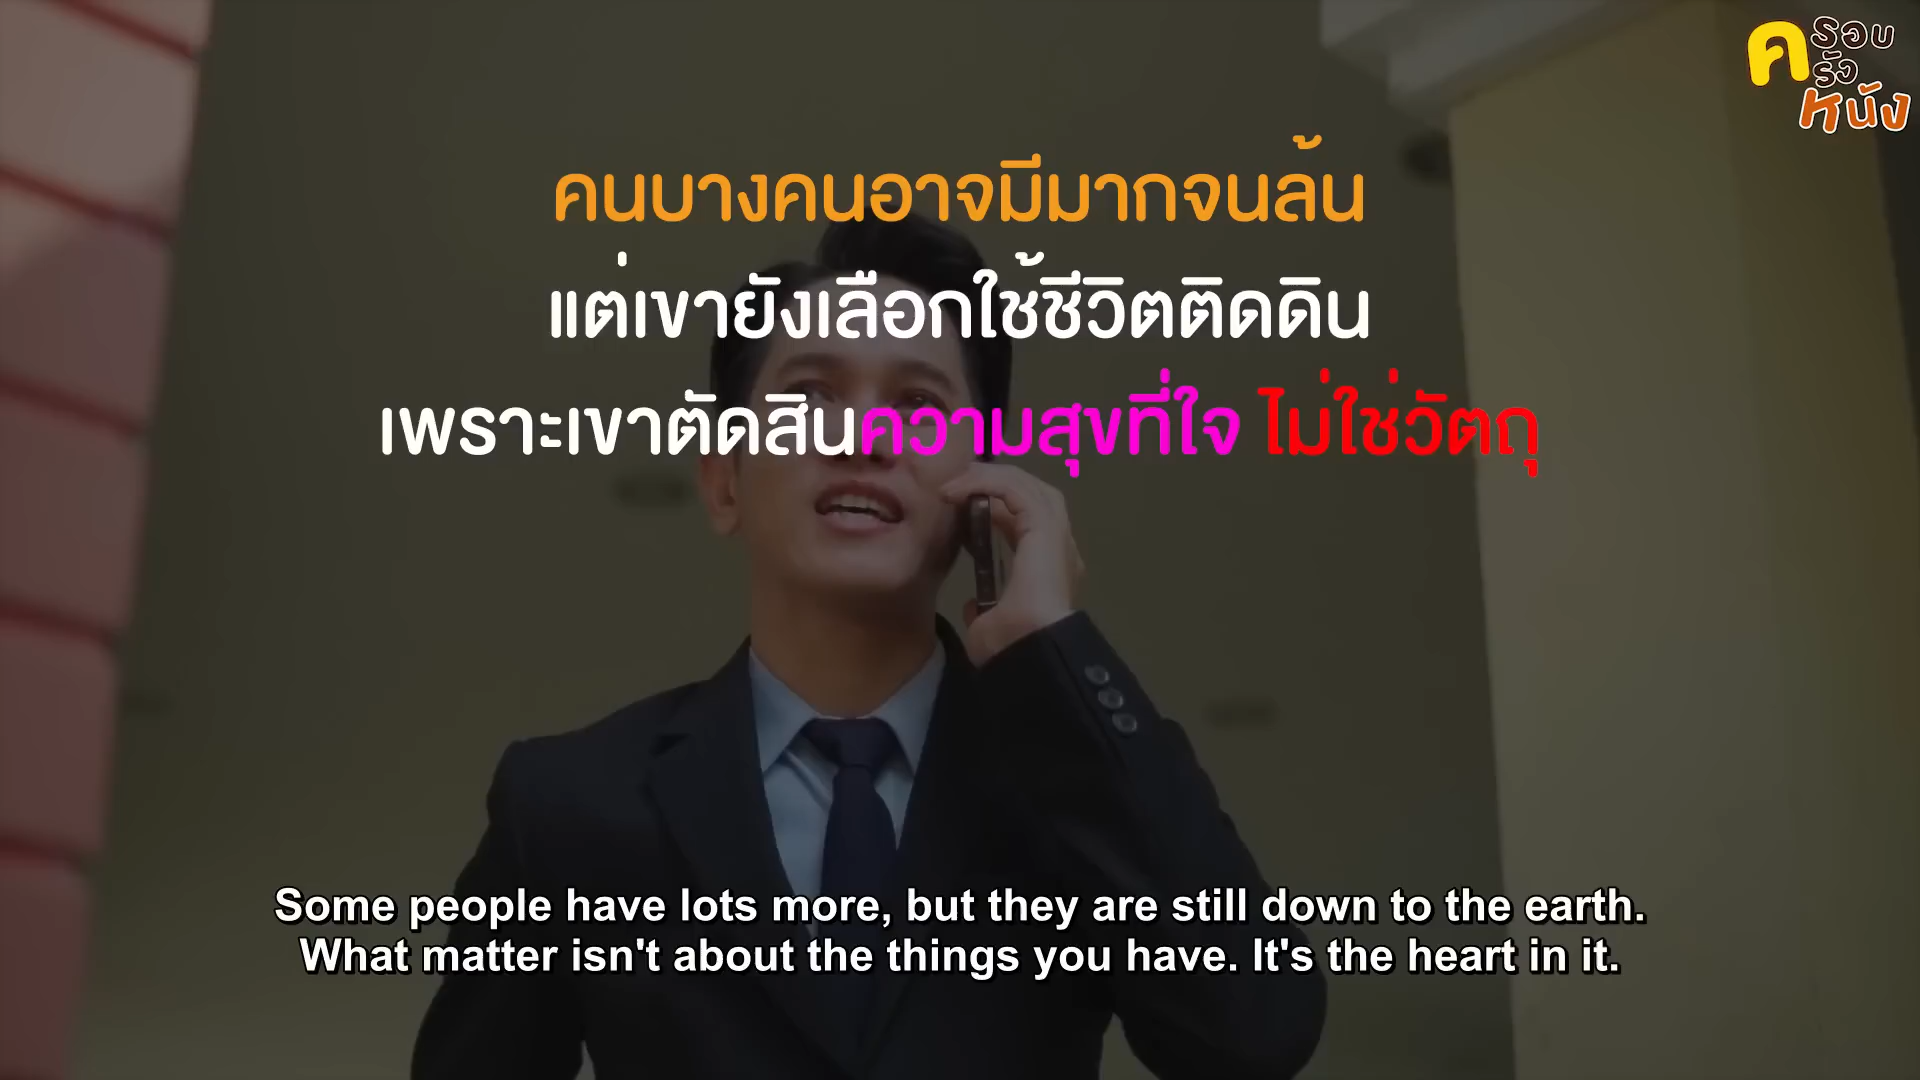 ครอบ
ครัว
หนัง
คนบางคนอาจมีมากจนล้น
แต่เขายังเลือกใช้ชีวิตติดดิน
เพราะเขาตัดสินความสุขที่ใจ ไม่ใช่วัตถุ
Some people have lots more, but they are still down to the earth.
What matter isn't about the things you have. It's the heart in it.